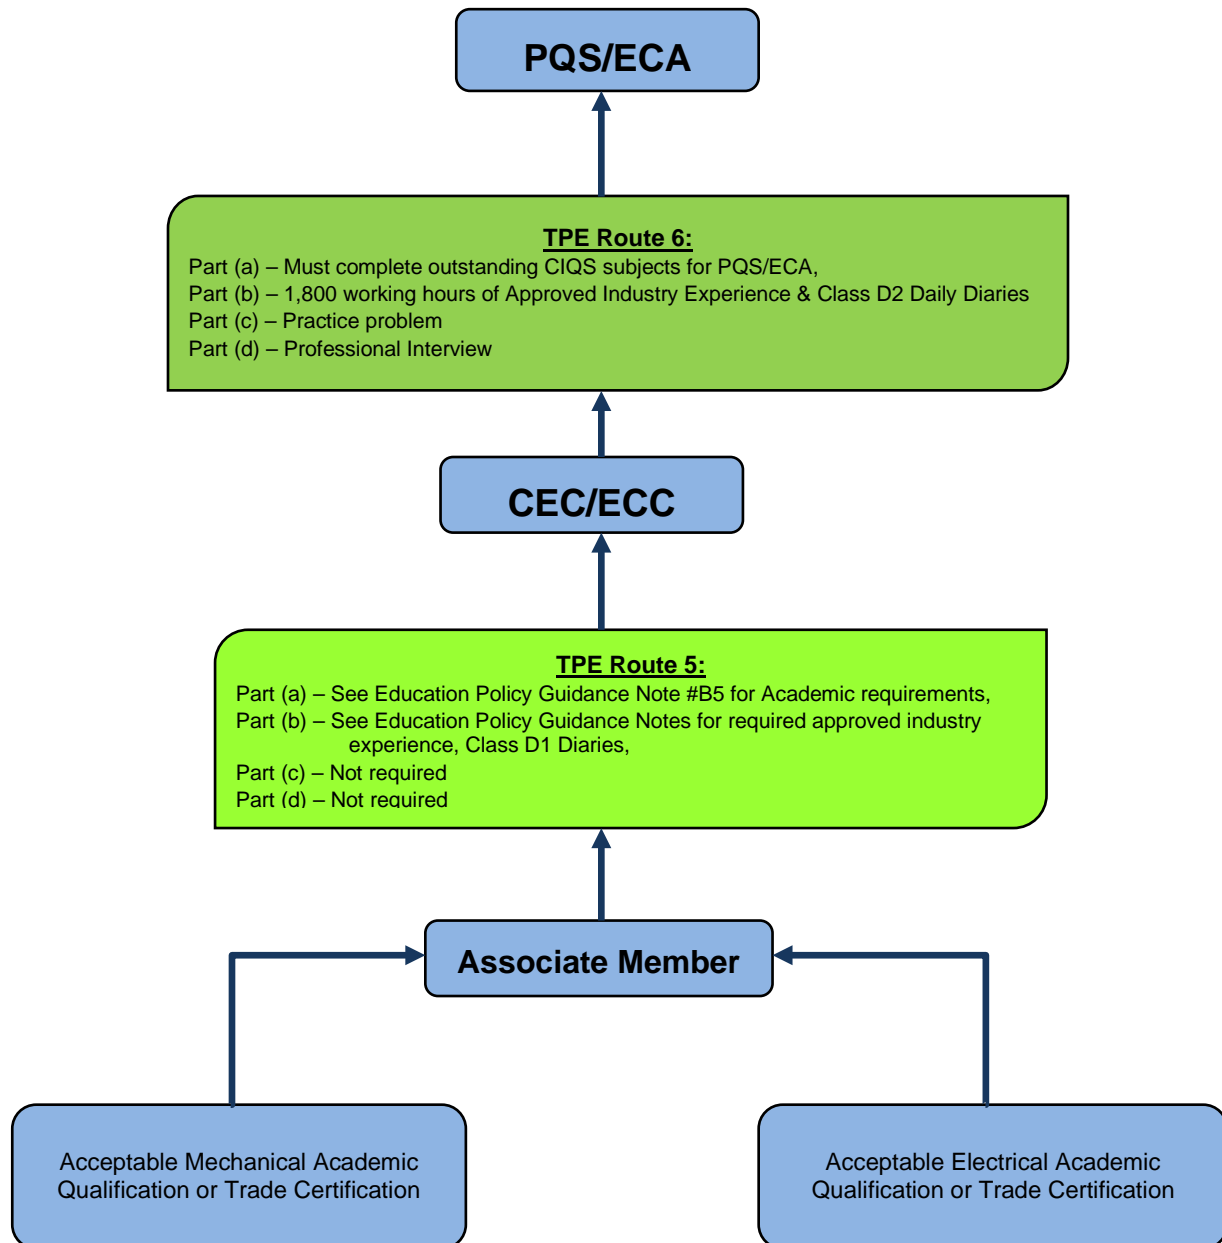 PQS/ECA
TPE Route 6:
Part (a) – Must complete outstanding CIQS subjects for PQS/ECA,
Part (b) – 1,800 working hours of Approved Industry Experience & Class D2 Daily Diaries
Part (c) – Practice problem
Part (d) – Professional Interview
CEC/ECC
TPE Route 5:
Part (a) – See Education Policy Guidance Note #B5 for Academic requirements,
Part (b) – See Education Policy Guidance Notes for required approved industry
experience, Class D1 Diaries,
Part (c) – Not required
Part (d) – Not required
Associate Member
Acceptable Mechanical Academic
Qualification or Trade Certification
Acceptable Electrical Academic
Qualification or Trade Certification